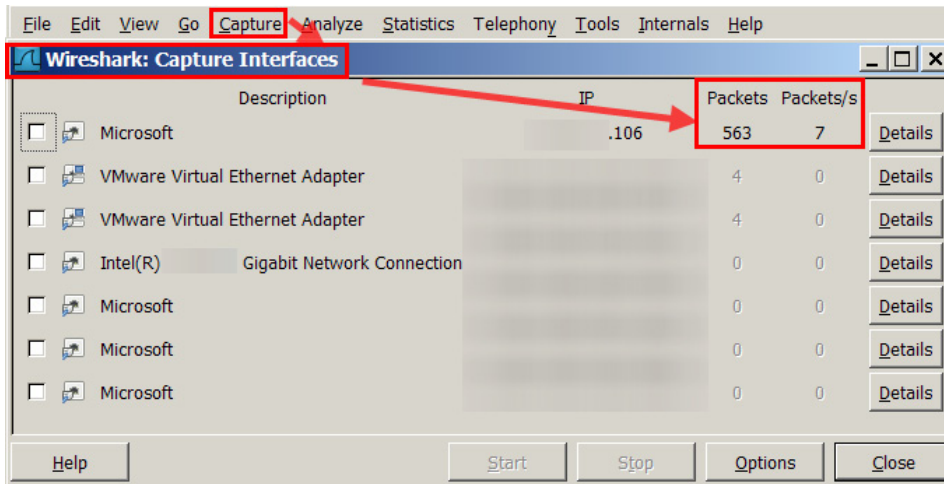 File Edit View Go Capture Analyze Statistics Telephony Tools Internals Help
Wireshark: Capture Interfaces
Description IP Packets Packets/s
Microsoft .106 563 7 Details
VMware Virtual Ethernet Adapter 4 0 Details
VMware Virtual Ethernet Adapter 4 0 Details
Intel(R) Gigabit Network Connection 0 0 Details
Microsoft 0 0 Details
Microsoft 0 0 Details
Microsoft 0 0 Details
Help Start Stop Options Close